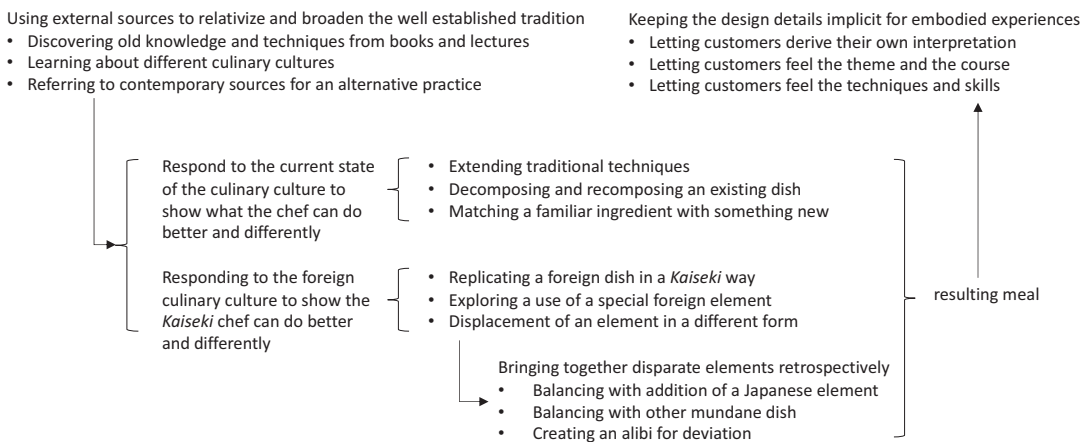 Using external sources to relativize and broaden the well established tradition
• Discovering old knowledge and techniques from books and lectures
• Learning about different culinary cultures
• Referring to contemporary sources for an alternative practice
Keeping the design details implicit for embodied experiences
• Letting customers derive their own interpretation
• Letting customers feel the theme and the course
• Letting customers feel the techniques and skills
Respond to the current state
of the culinary culture to
show what the chef can do
better and differently
• Extending traditional techniques
• Decomposing and recomposing an existing dish
• Matching a familiar ingredient with something new
Responding to the foreign
culinary culture to show the
Kaiseki chef can do better
and differently
• Replicating a foreign dish in a Kaiseki way
• Exploring a use of a special foreign element
• Displacement of an element in a different form
Bringing together disparate elements retrospectively
• Balancing with addition of a Japanese element
• Balancing with other mundane dish
• Creating an alibi for deviation
resulting meal